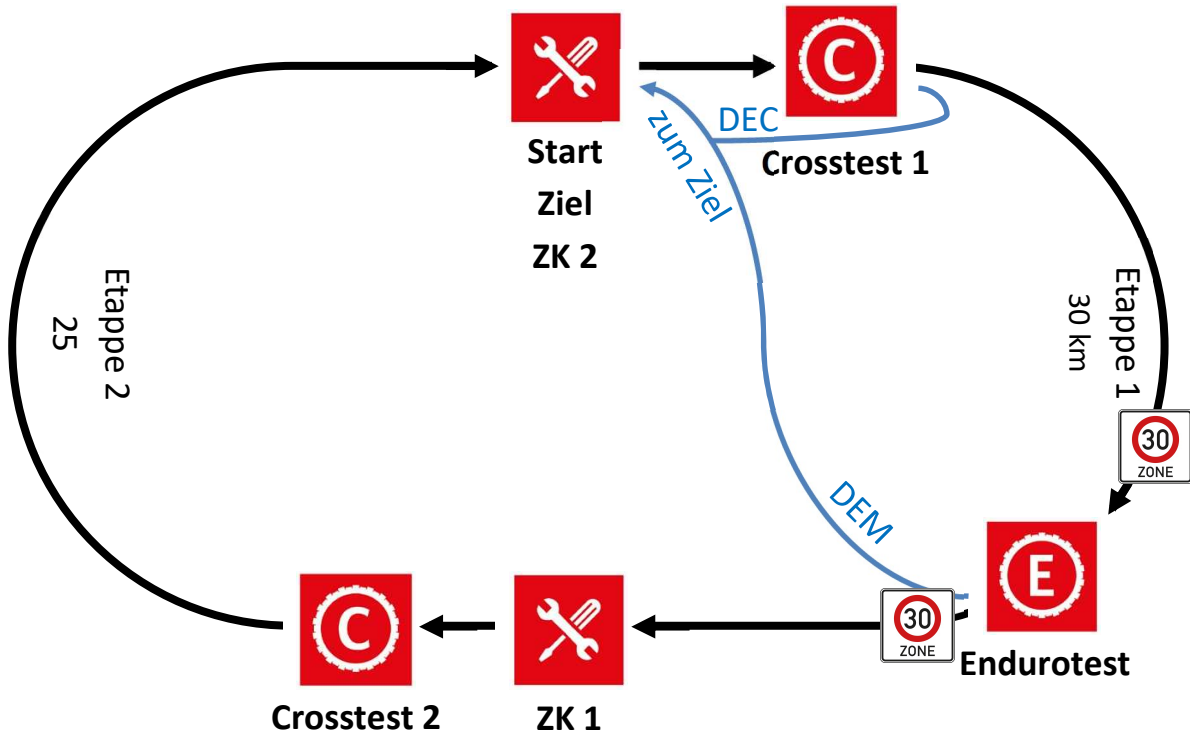 C
Start
Ziel
ZK 2
DEC
zum Ziel
Crosstest 1
Etappe 1
30 km
Etappe 2
25
30
ZONE
DEM
E
Endurotest
30
ZONE
C
Crosstest 2
ZK 1